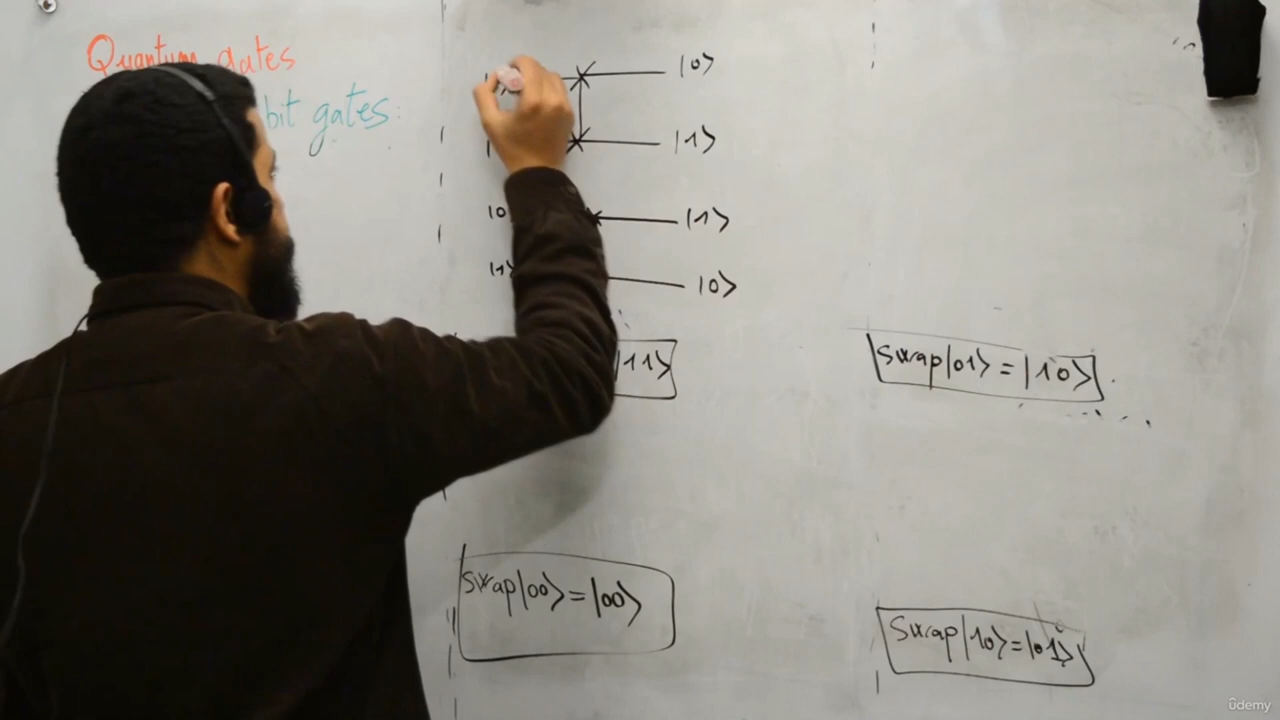 Quantum gates
bit gates:
|0⟩
|1⟩
|0 |1⟩
|1⟩ |0⟩
|11⟩
Swap|01⟩ = |10⟩
Swap|00⟩ = |00⟩
Swap|10⟩ = |01⟩
udemy